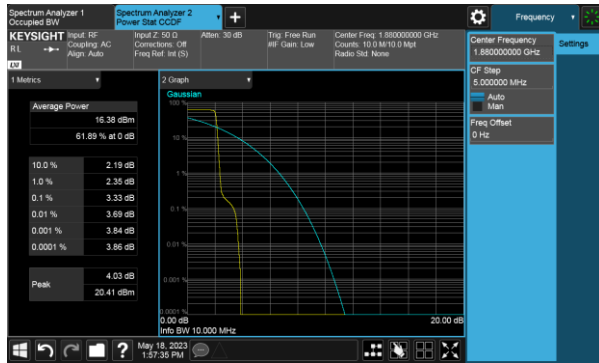 Spectrum Analyzer 1
Occupied BW
Spectrum Analyzer 2
Power Stat CCDF
Frequency
KEYSIGHT
RL
Input: RF
Coupling: AC
Align: Auto
Input Z: 50 Ω
Corrections: Off
Freq Ref: Int (S)
Atten: 30 dB
Trig: Free Run
#IF Gain: Low
Center Freq: 1.880000000 GHz
Counts: 10.0 M/10.0 Mpt
Radio Std: None
Center Frequency
1.880000000 GHz
Settings
CF Step
5.000000 MHz
Auto
Man
Freq Offset
0 Hz
1 Metrics
Average Power
16.38 dBm
61.89 % at 0 dB
10.0 % 2.19 dB
1.0 % 2.35 dB
0.1 % 3.33 dB
0.01 % 3.69 dB
0.001 % 3.84 dB
0.0001 % 3.86 dB
Peak
4.03 dB
20.41 dBm
2 Graph
Gaussian
100 %
10 %
1 %
0.1 %
0.01 %
0.001 %
0.0001 %
0.00 dB 20.00 dB
Info BW 10.000 MHz
May 18, 2023
1:57:35 PM